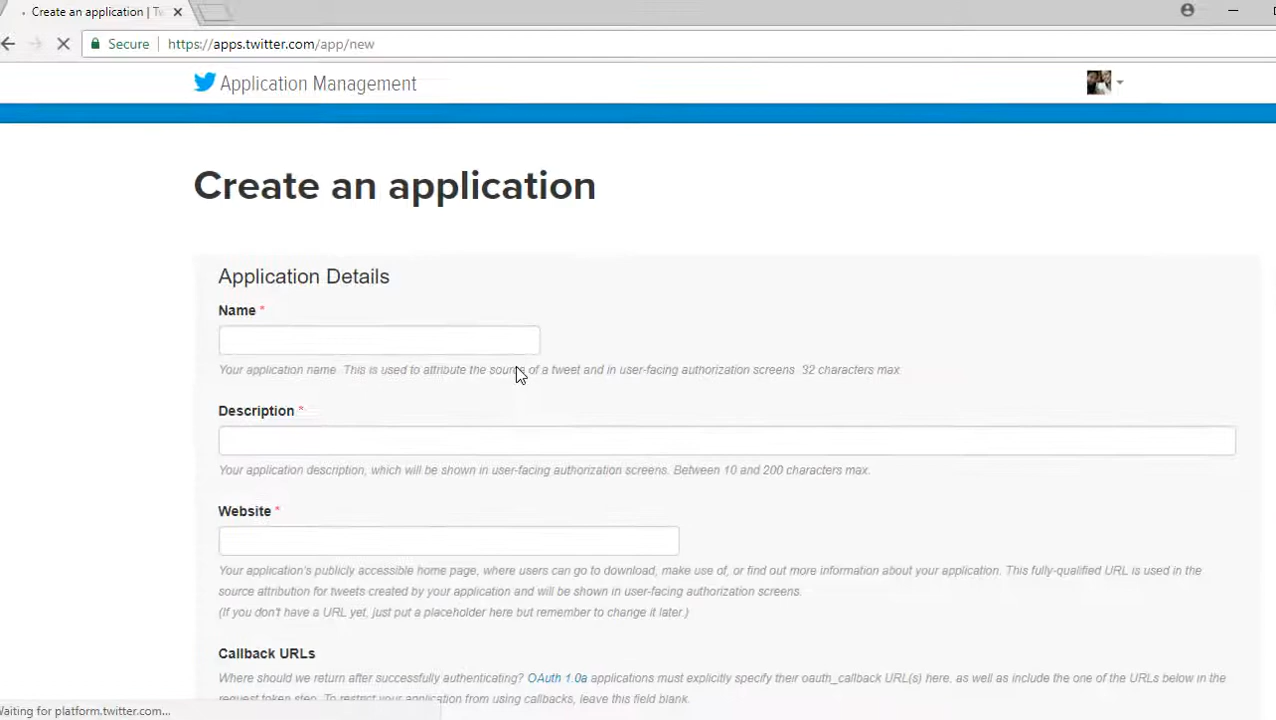 Create an application | Tw
Secure https://apps.twitter.com/app/new
Application Management
Create an application
Application Details
Name *
Your application name. This is used to attribute the source of a tweet and in user-facing authorization screens. 32 characters max.
Description *
Your application description, which will be shown in user-facing authorization screens. Between 10 and 200 characters max.
Website *
Your application's publicly accessible home page, where users can go to download, make use of, or find out more information about your application. This fully-qualified URL is used in the
source attribution for tweets created by your application and will be shown in user-facing authorization screens.
(If you don't have a URL yet, just put a placeholder here but remember to change it later.)
Callback URLs
Where should we return after successfully authenticating? OAuth 1.0a applications must explicitly specify their oauth_callback URL(s) here, as well as include the one of the URLs below in the
request token step. To restrict your application from using callbacks, leave this field blank.
Waiting for platform.twitter.com...